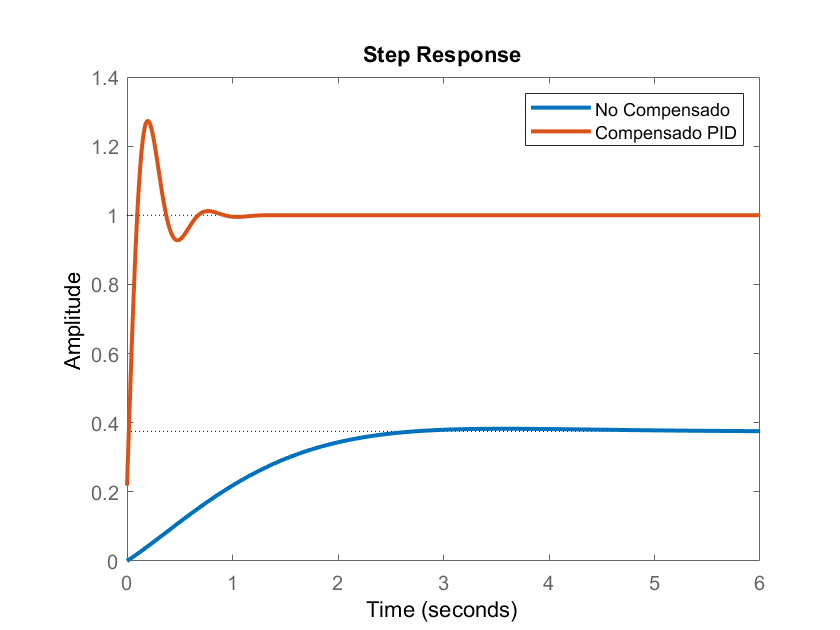 Step Response
No Compensado
Compensado PID
Amplitude
1.4
1.2
1
0.8
0.6
0.4
0.2
0
0 1 2 3 4 5 6
Time (seconds)